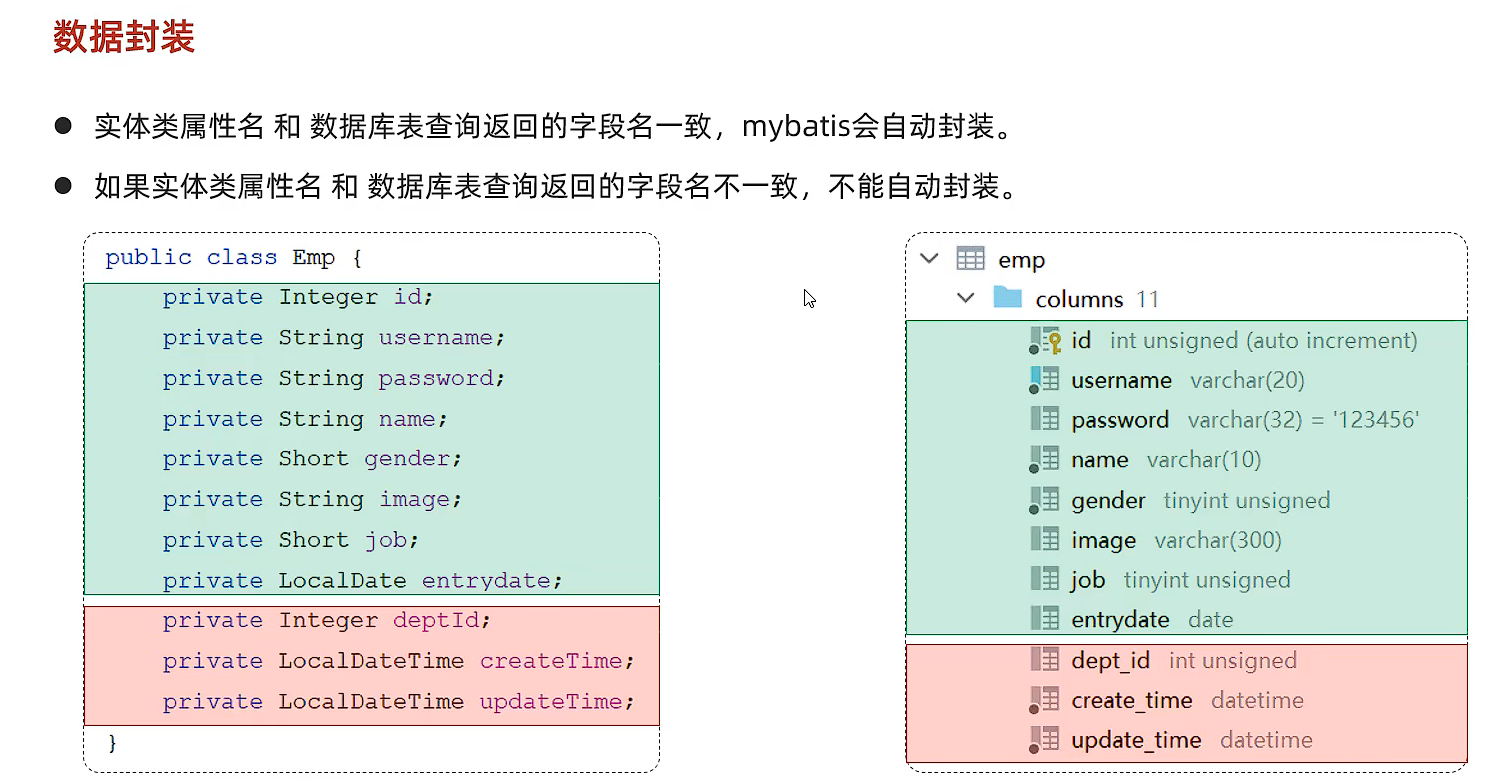 数据封装
● 实体类属性名 和 数据库表查询返回的字段名一致，mybatis会自动封装。
● 如果实体类属性名 和 数据库表查询返回的字段名不一致，不能自动封装。
public class Emp {
private Integer id;
private String username;
private String password;
private String name;
private Short gender;
private String image;
private Short job;
private LocalDate entrydate;
private Integer deptId;
private LocalDateTime createTime;
private LocalDateTime updateTime;
}
emp
columns 11
id int unsigned (auto increment)
username varchar(20)
password varchar(32) = '123456'
name varchar(10)
gender tinyint unsigned
image varchar(300)
job tinyint unsigned
entrydate date
dept_id int unsigned
create_time datetime
update_time datetime